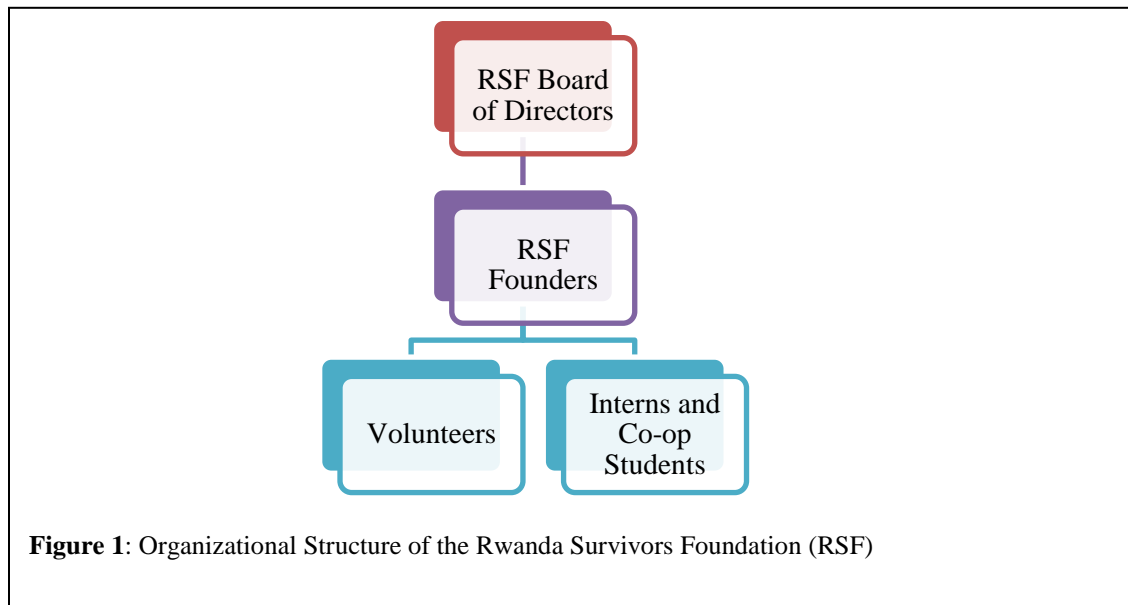 RSF Board
of Directors
RSF
Founders
Volunteers
Interns and
Co-op
Students
Figure 1: Organizational Structure of the Rwanda Survivors Foundation (RSF)